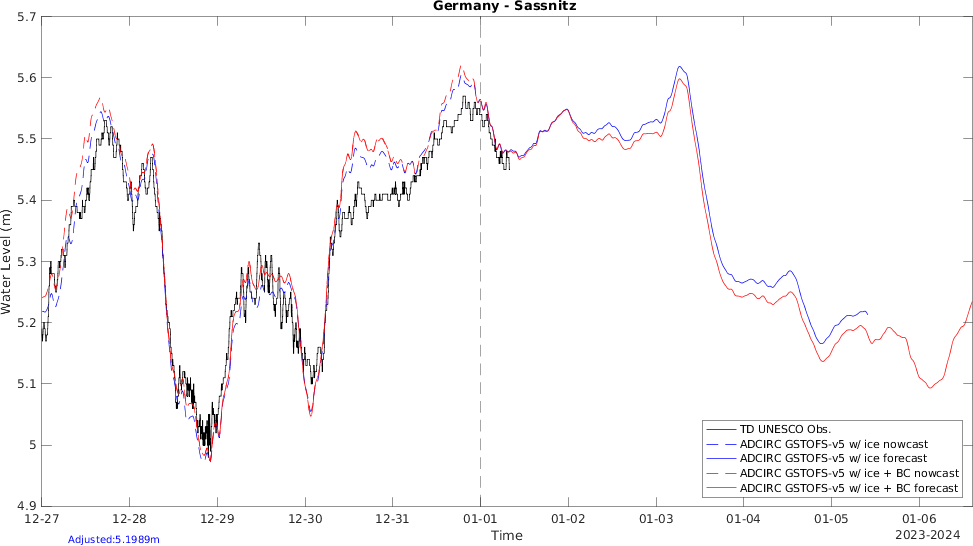 Germany - Sassnitz
5.7
5.6
5.5
5.4
5.3
5.2
5.1
5
4.9
Water Level (m)
12-27
12-28
12-29
12-30
12-31
01-01
01-02
01-03
01-04
01-05
01-06
2023-2024
Time
Adjusted:5.1989m
TD UNESCO Obs.
ADCIRC GSTOFS-v5 w/ ice nowcast
ADCIRC GSTOFS-v5 w/ ice forecast
ADCIRC GSTOFS-v5 w/ ice + BC nowcast
ADCIRC GSTOFS-v5 w/ ice + BC forecast